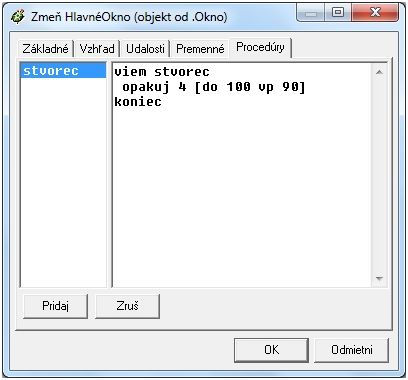 Zmeň HlavnéOkno (objekt od .Okno)
Základné Vzhľad Udalosti Premenné Procedúry
stvorec
viem stvorec
opakuj 4 [do 100 vp 90]
koniec
Pridaj Zruš
OK Odmietni